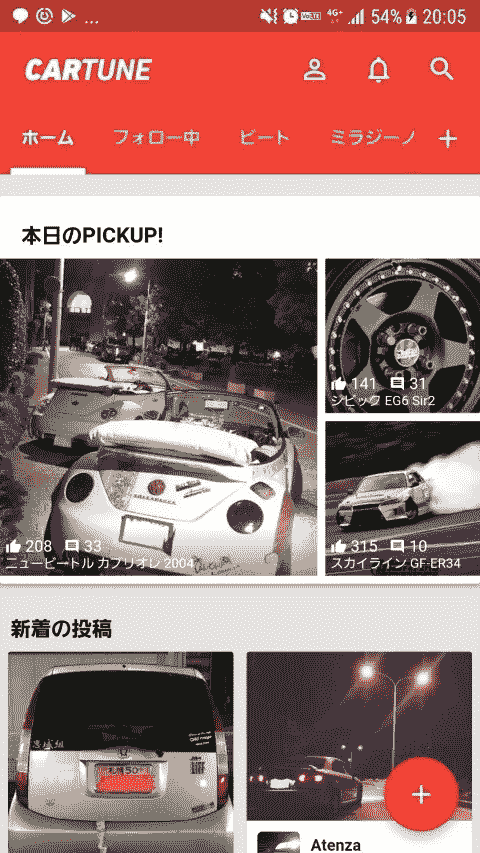 VoLTE 4G+ 54% 20:05
CARTUNE
ホーム フォロー中 ビート ミラジーノ
本日のPICKUP!
208 33
ニュービートル カブリオレ 2004
141 31
シビック EG6 Sir2
315 10
スカイライン GF-ER34
新着の投稿
Atenza